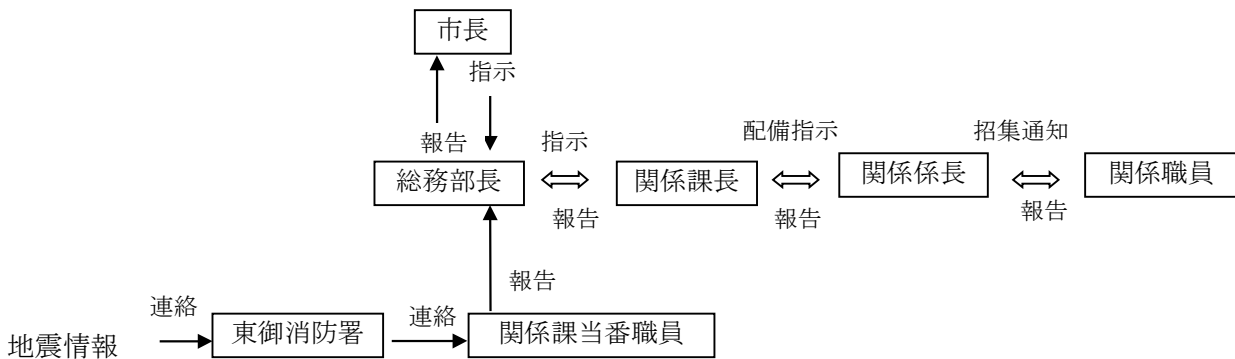 市長
指示
報告
指示
配備指示
招集通知
総務部長
関係課長
関係係長
関係職員
報告
報告
報告
報告
連絡
連絡
地震情報
東御消防署
関係課当番職員